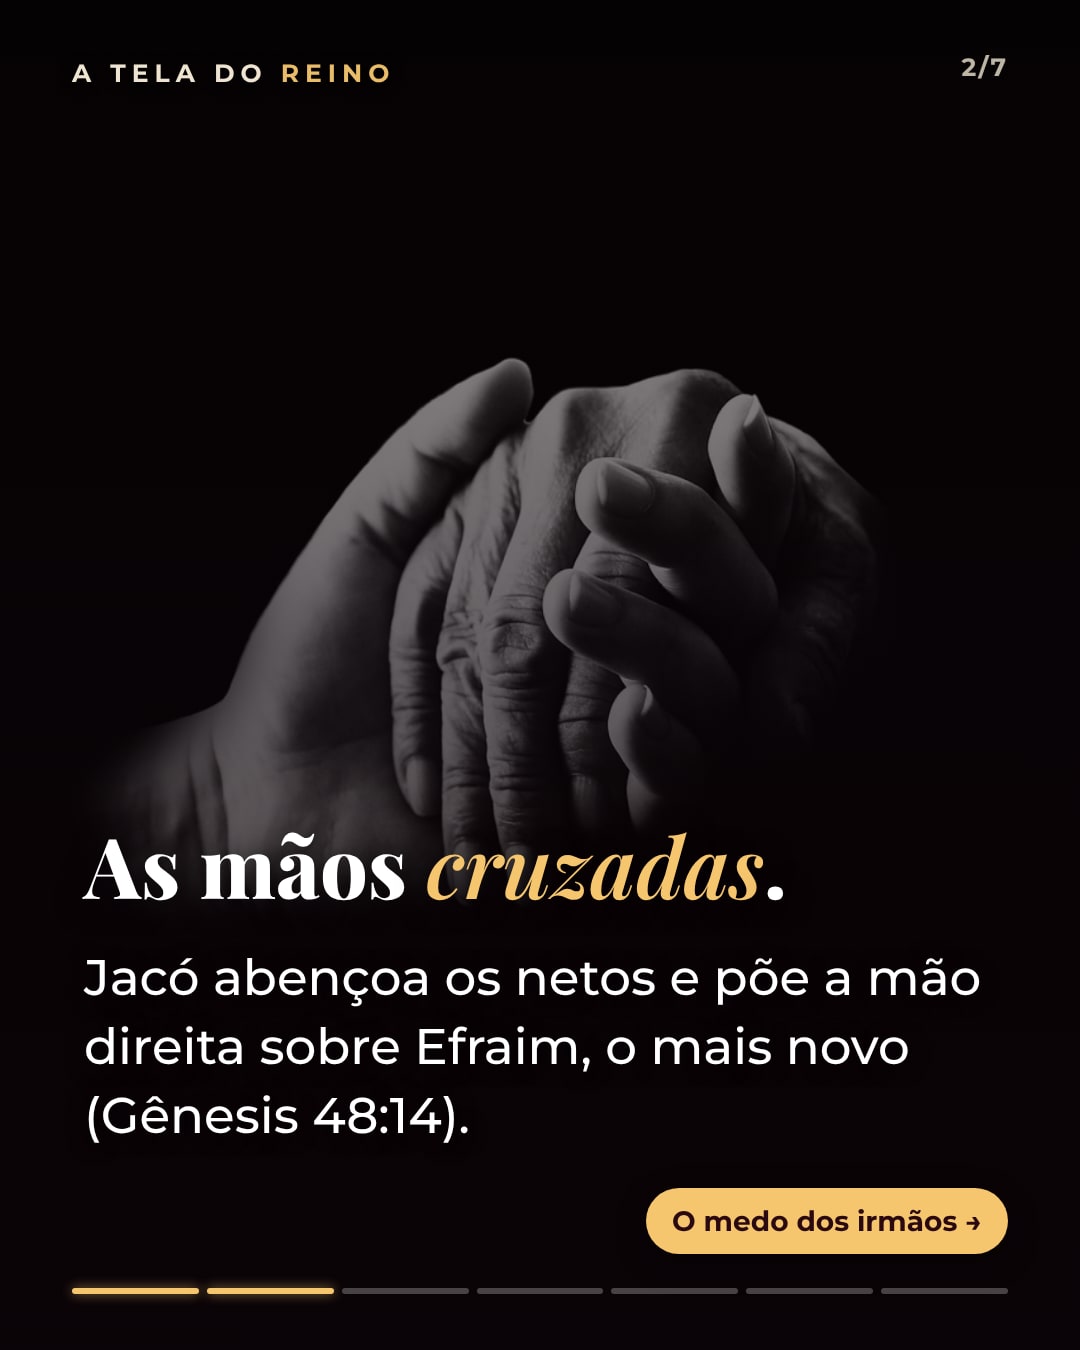 A TELA DO REINO
2/7
As mãos cruzadas.
Jacó abençoa os netos e põe a mão
direita sobre Efraim, o mais novo
(Gênesis 48:14).
O medo dos irmãos →